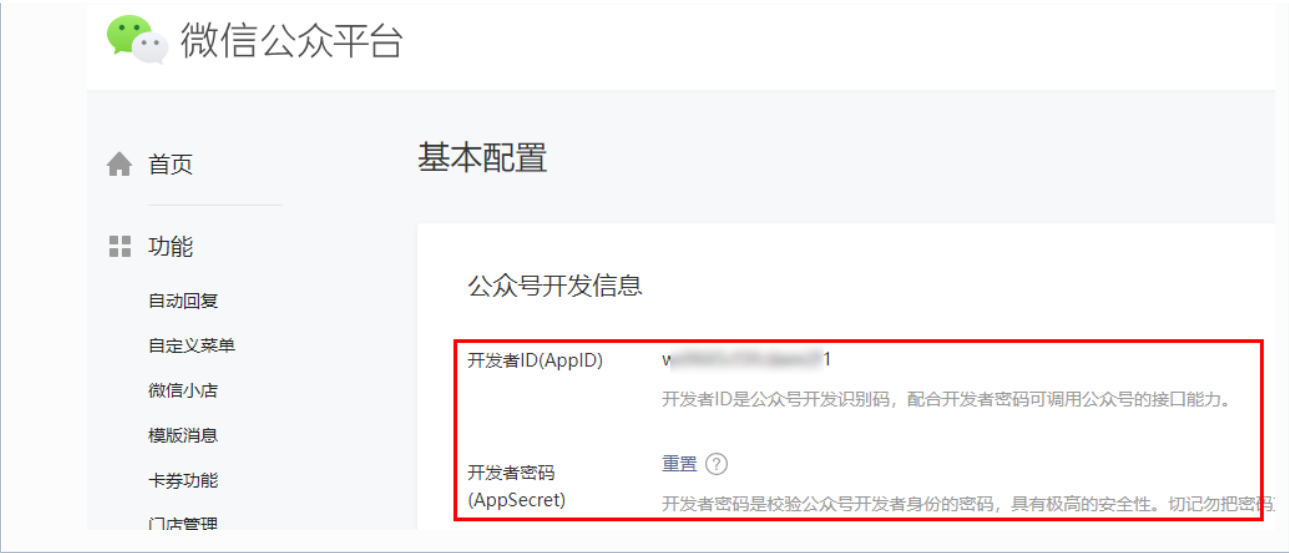 微信公众平台
首页
功能
自动回复
自定义菜单
微信小店
模版消息
卡券功能
门店管理
基本配置
公众号开发信息
开发者ID(AppID)
开发者ID是公众号开发识别码，配合开发者密码可调用公众号的接口能力。
开发者密码
(AppSecret)
重置 ?
开发者密码是校验公众号开发者身份的密码，具有极高的安全性。切记勿把密码